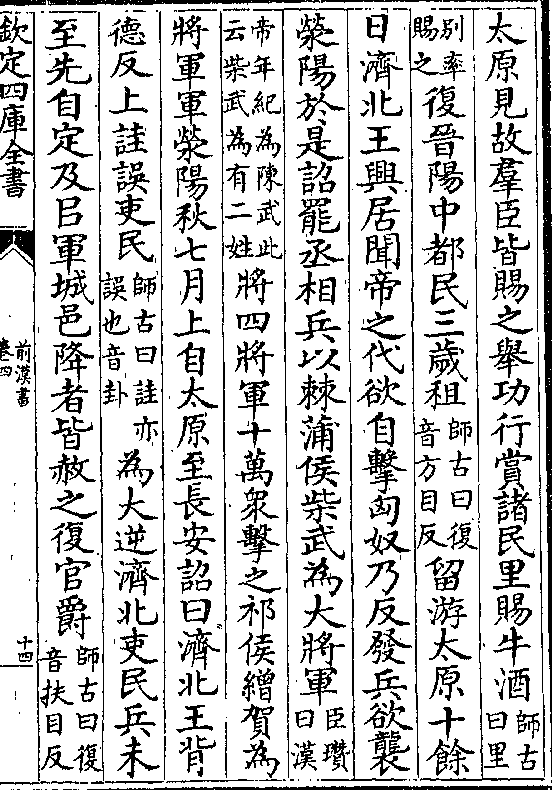 太原見故羣臣皆賜之舉功行賞諸民里賜牛酒師古曰里
別率賜之復晉陽中都民三歲租師古曰復音方目反留游太原十餘
日濟北王興居聞帝之代欲自擊匈奴乃反發兵欲襲
滎陽於是詔罷丞相兵以棘蒲侯柴武為大將軍臣瓚曰漢
帝年紀為陳武此云柴武為有二姓將四將軍十萬衆擊之祁侯繒賀為
將軍軍滎陽秋七月上自太原至長安詔曰濟北王背
德反上詿誤吏民師古曰詿亦誤也音卦為大逆濟北吏民兵未
至先自定及㠯軍城邑降者皆赦之復官爵師古曰復音扶目反
欽定四庫全書
前漢書
卷四
十四